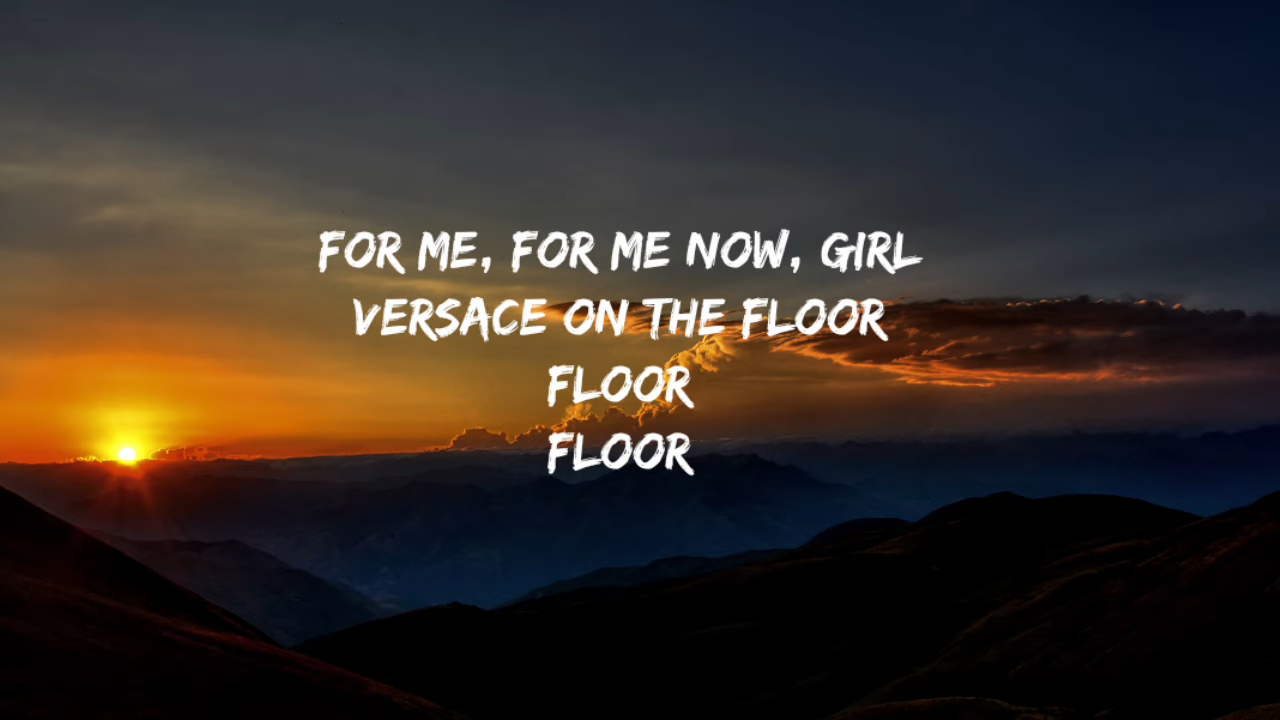 FOR ME, FOR ME NOW, GIRL
VERSACE ON THE FLOOR
FLOOR
FLOOR